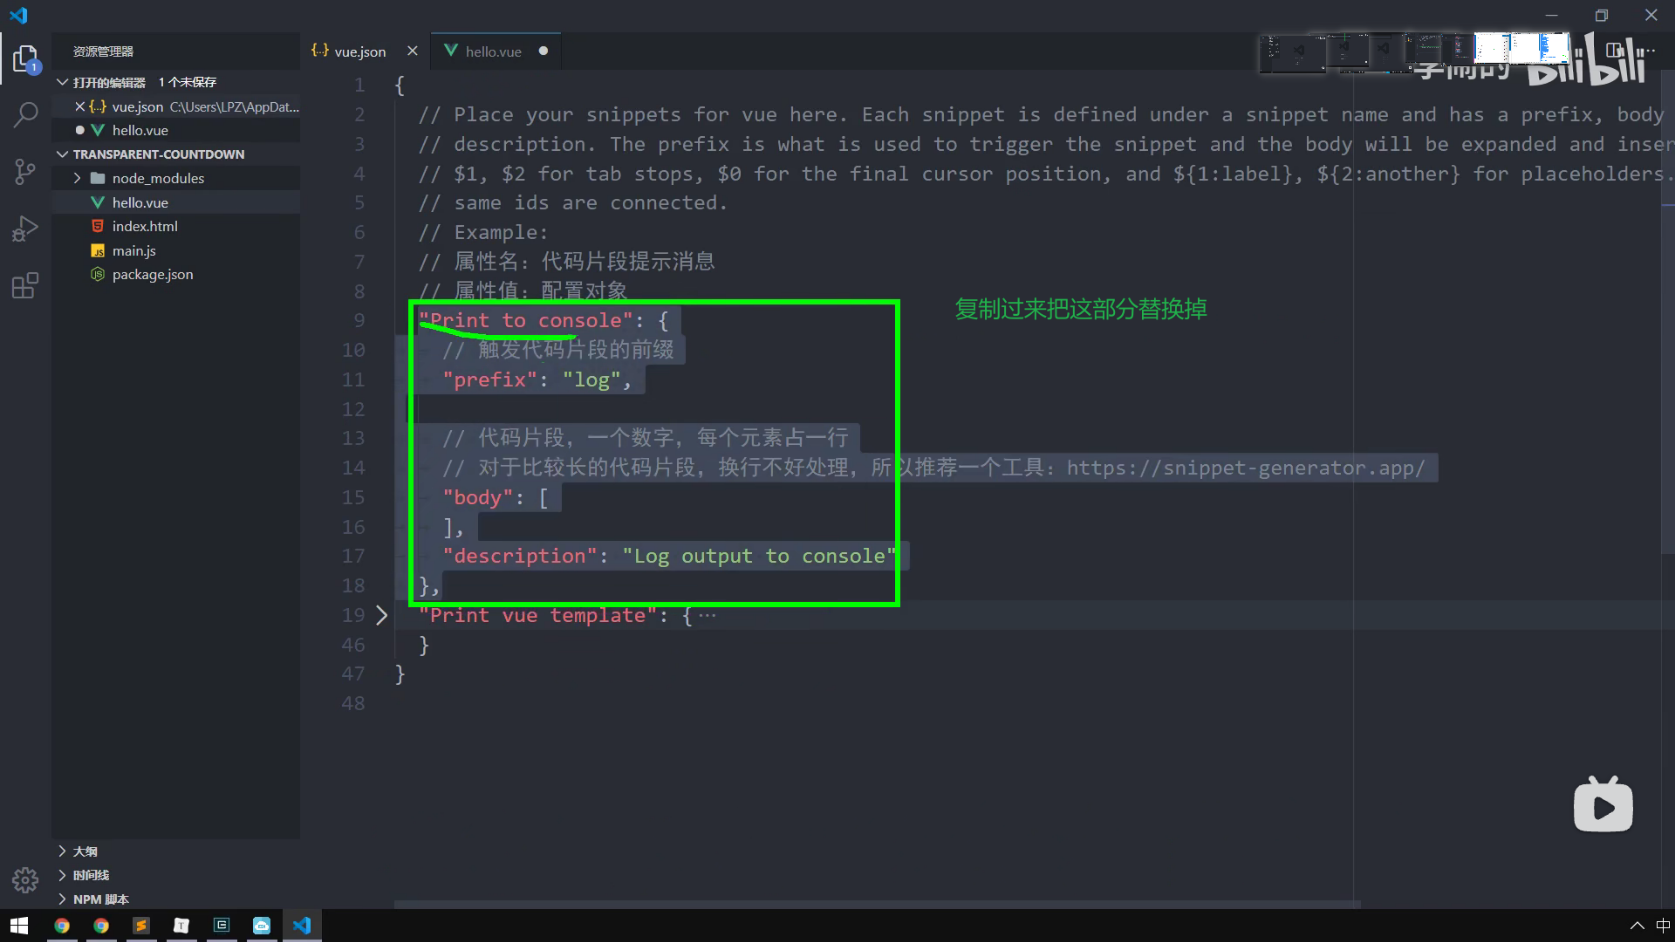 资源管理器
打开的编辑器 1 个未保存
vue.json C:\Users\LPZ\AppDat...
hello.vue
TRANSPARENT-COUNTDOWN
node_modules
hello.vue
index.html
main.js
package.json
大纲
时间线
NPM 脚本
vue.json
hello.vue
bilibili
1 {
2 // Place your snippets for vue here. Each snippet is defined under a snippet name and has a prefix, body
3 // description. The prefix is what is used to trigger the snippet and the body will be expanded and inser
4 // $1, $2 for tab stops, $0 for the final cursor position, and ${1:label}, ${2:another} for placeholders.
5 // same ids are connected.
6 // Example:
7 // 属性名：代码片段提示消息
8 // 属性值：配置对象
9 "Print to console": {
复制过来把这部分替换掉
10 // 触发代码片段的前缀
11 "prefix": "log",
12
13 // 代码片段，一个数字，每个元素占一行
14 // 对于比较长的代码片段，换行不好处理，所以推荐一个工具：https://snippet-generator.app/
15 "body": [
16 ],
17 "description": "Log output to console"
18 },
19 "Print vue template": {···
46 }
47 }
48
中